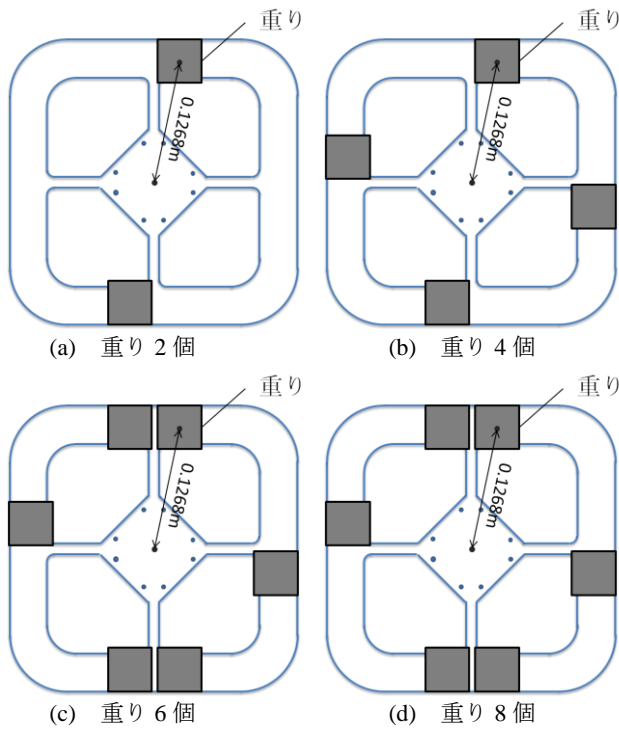 重り
重り
0.1268m
0.1268m
(a) 重り 2 個
(b) 重り 4 個
重り
重り
0.1268m
0.1268m
(c) 重り 6 個
(d) 重り 8 個